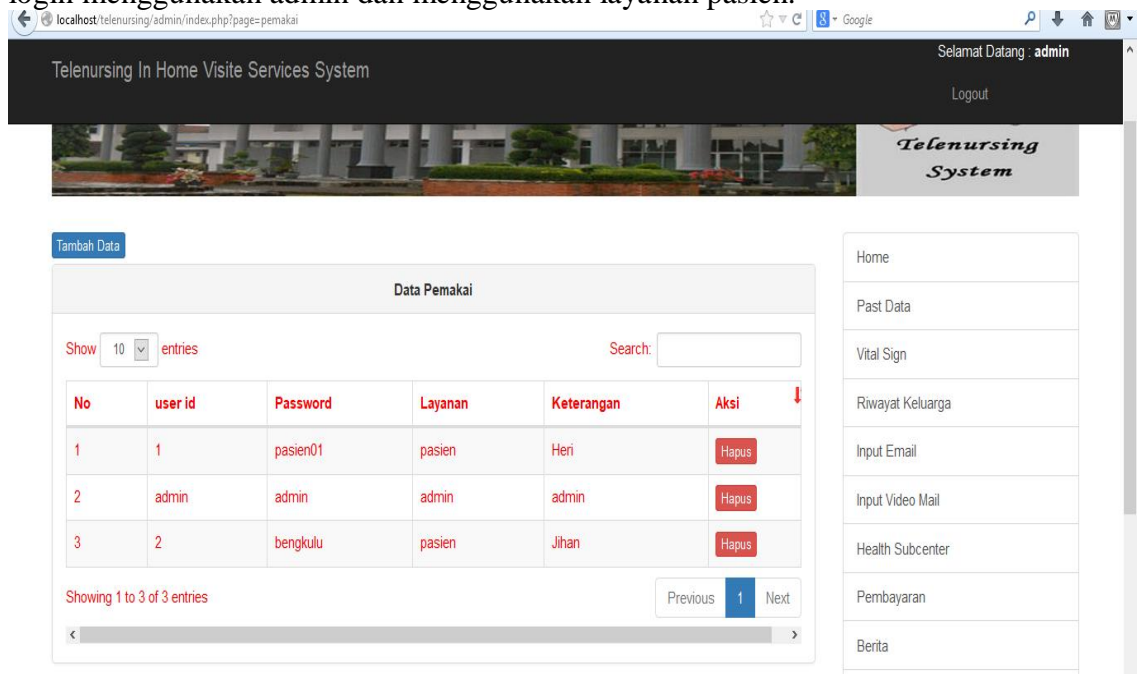 login menggunakan admin dan menggunakan layanan pasien.
localhost/telenursing/admin/index.php?page=pemakai
Google
Telenursing In Home Visite Services System
Selamat Datang : admin
Logout
Telenursing
System
Tambah Data
Data Pemakai
Show 10 entries Search:
No user id Password Layanan Keterangan Aksi
1 1 pasien01 pasien Heri Hapus
2 admin admin admin admin Hapus
3 2 bengkulu pasien Jihan Hapus
Showing 1 to 3 of 3 entries
Previous 1 Next
Home
Past Data
Vital Sign
Riwayat Keluarga
Input Email
Input Video Mail
Health Subcenter
Pembayaran
Berita